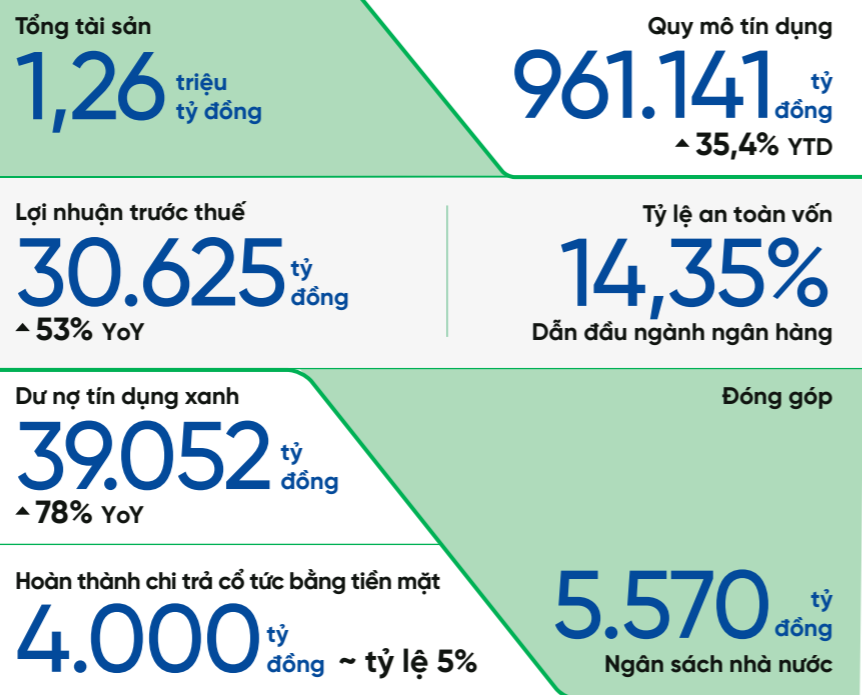 Tổng tài sản
1,26 triệu
tỷ đồng
Quy mô tín dụng
961.141 tỷ
đồng
▲ 35,4% YTD
Lợi nhuận trước thuế
30.625 tỷ
đồng
▲ 53% YoY
Tỷ lệ an toàn vốn
14,35%
Dẫn đầu ngành ngân hàng
Dư nợ tín dụng xanh
39.052 tỷ
đồng
▲ 78% YoY
Hoàn thành chi trả cổ tức bằng tiền mặt
4.000 tỷ
đồng ~ tỷ lệ 5%
Đóng góp
5.570 tỷ
đồng
Ngân sách nhà nước